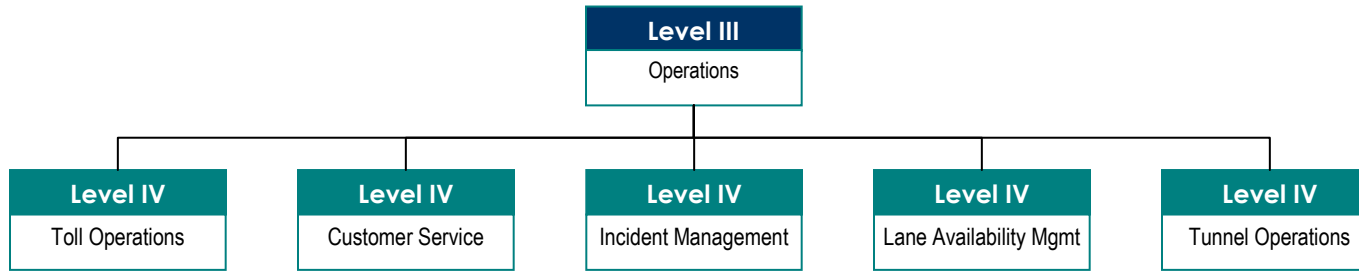 Level III
Operations
Level IV
Toll Operations
Level IV
Customer Service
Level IV
Incident Management
Level IV
Lane Availability Mgmt
Level IV
Tunnel Operations